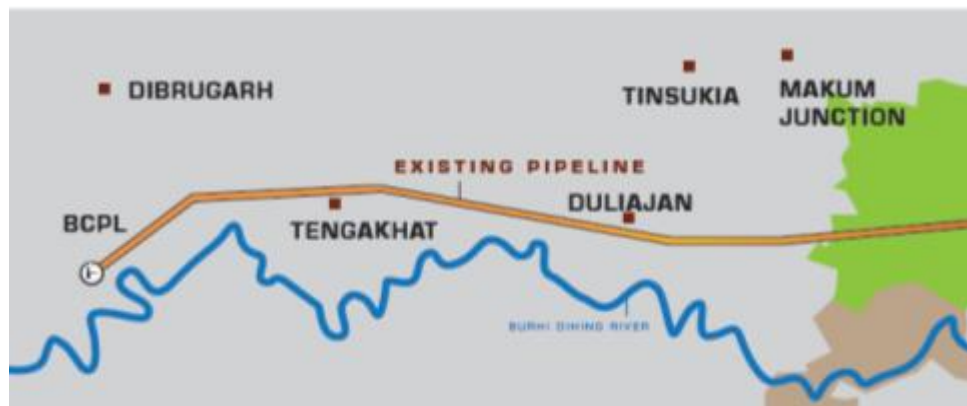 DIBRUGARH
TINSUKIA
MAKUM
JUNCTION
EXISTING PIPELINE
BCPL
TENGAKHAT
DULIAJAN
BURHI DIHING RIVER